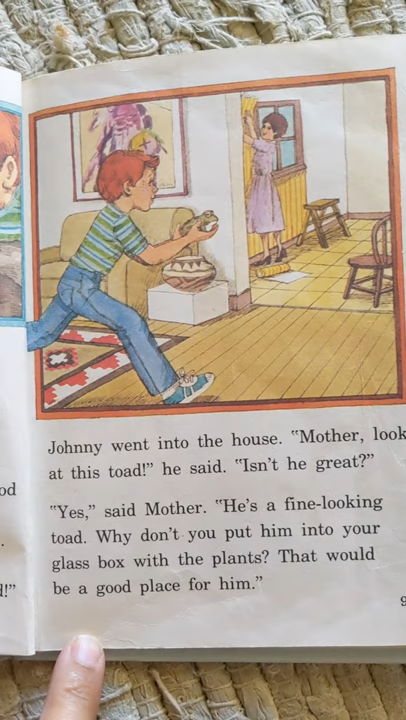 Johnny went into the house. "Mother, look
at this toad!" he said. "Isn't he great?"
"Yes," said Mother. "He's a fine-looking
toad. Why don't you put him into your
glass box with the plants? That would
be a good place for him."
9